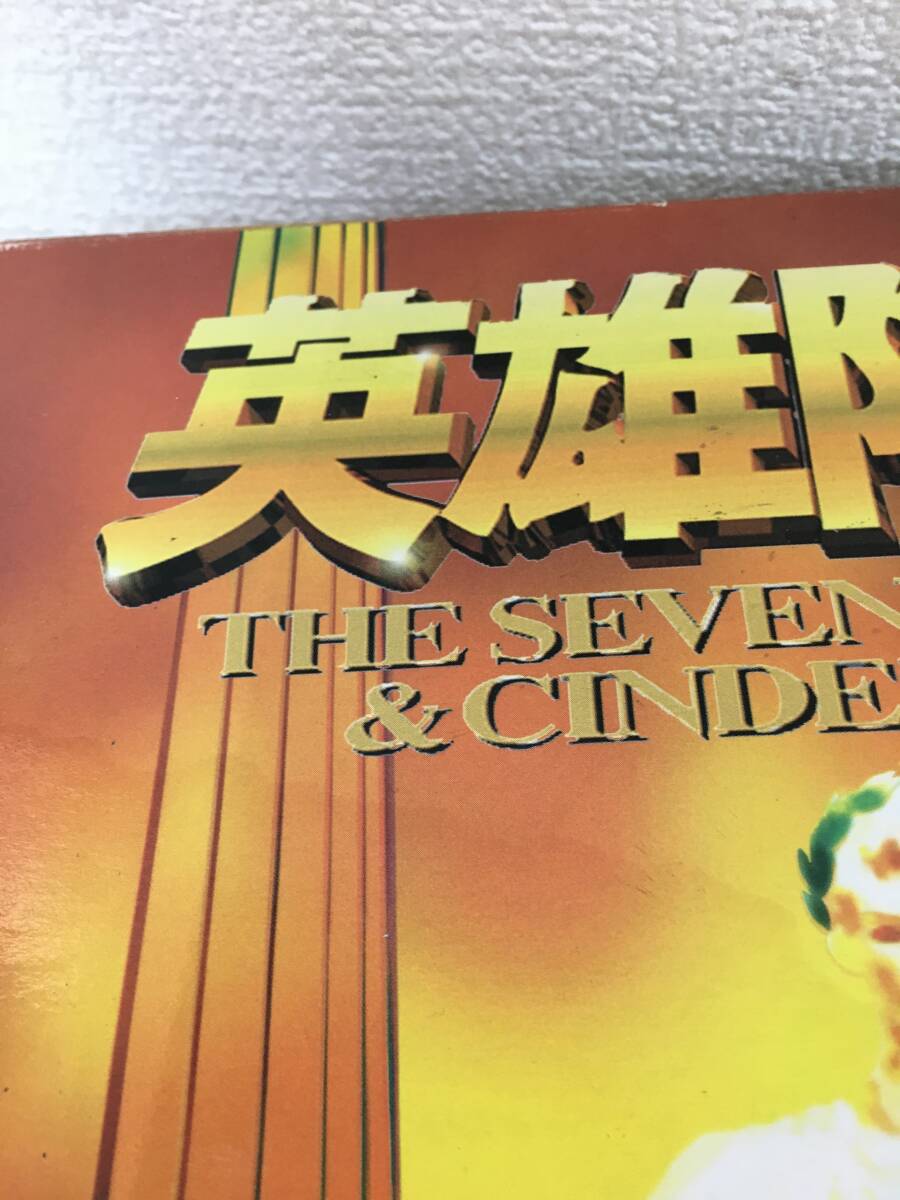 英雄
THE SEVEN
& CINDE